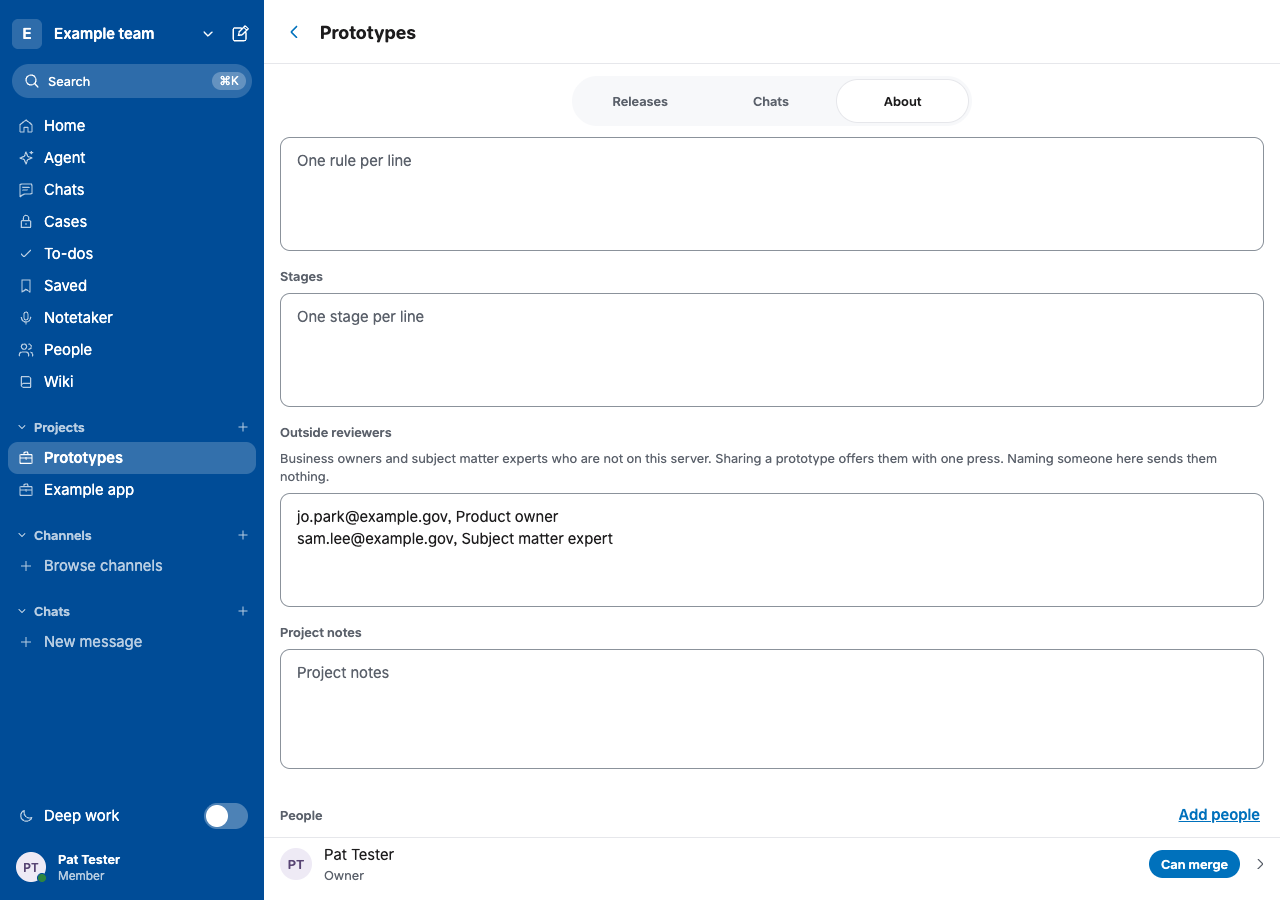 E
Example team
Search
⌘K
Home
Agent
Chats
Cases
To-dos
Saved
Notetaker
People
Wiki
Projects
Prototypes
Example app
Channels
Browse channels
Chats
New message
Deep work
PT
Pat Tester
Member
Prototypes
Releases
Chats
About
One rule per line
Stages
One stage per line
Outside reviewers
Business owners and subject matter experts who are not on this server. Sharing a prototype offers them with one press. Naming someone here sends them
nothing.
jo.park@example.gov, Product owner
sam.lee@example.gov, Subject matter expert
Project notes
Project notes
People
Add people
PT
Pat Tester
Owner
Can merge